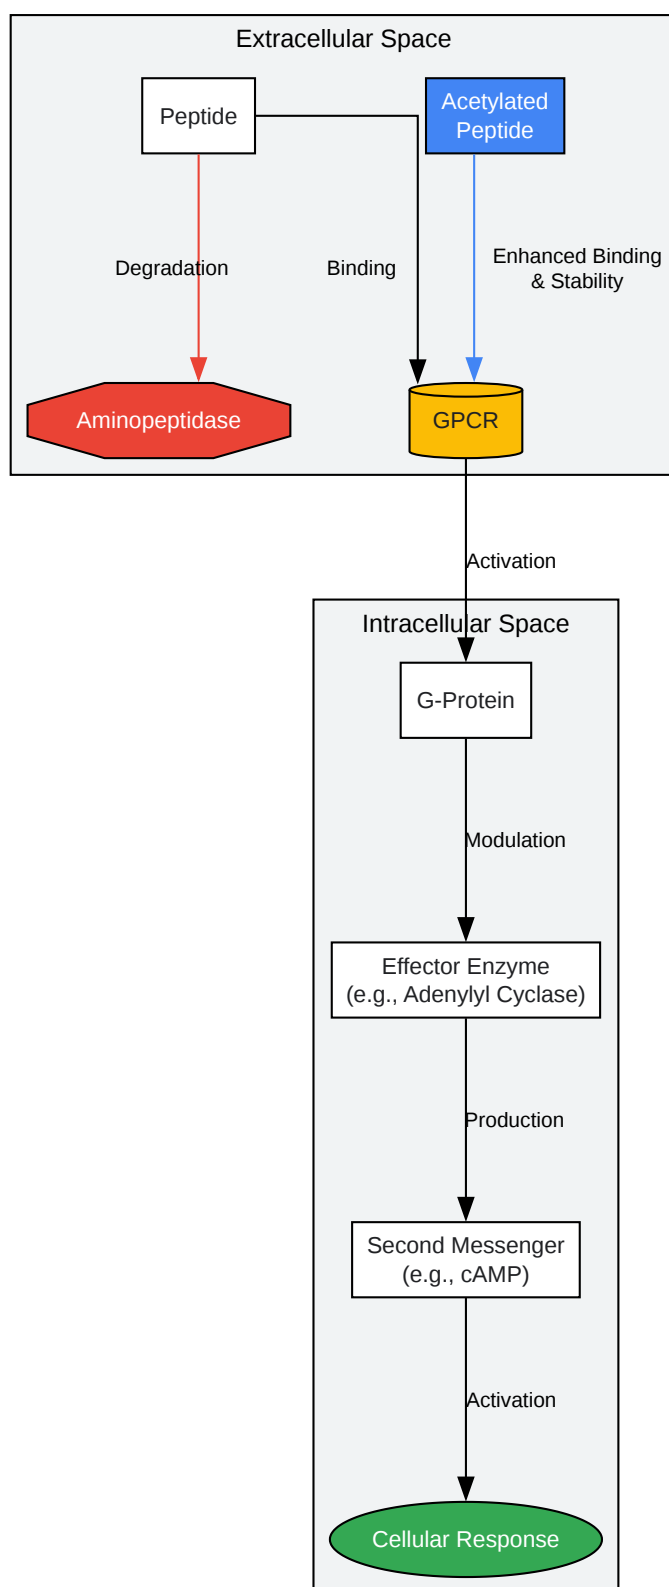 Extracellular Space
Peptide
Acetylated
Peptide
Degradation
Binding
Enhanced Binding
& Stability
Aminopeptidase
GPCR
Activation
Intracellular Space
G-Protein
Modulation
Effector Enzyme
(e.g., Adenylyl Cyclase)
Production
Second Messenger
(e.g., cAMP)
Activation
Cellular Response